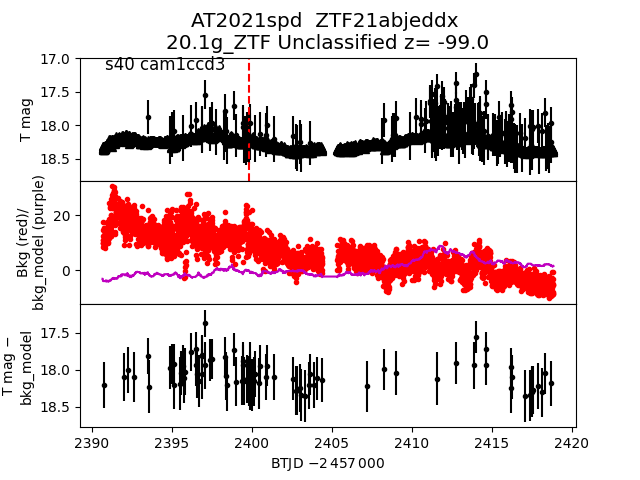 AT2021spd  ZTF21abjeddx
20.1g_ZTF Unclassified z= -99.0
s40 cam1ccd3
T mag
17.0
17.5
18.0
18.5
Bkg (red)/
bkg_model (purple)
20
0
T mag −
bkg_model
17.5
18.0
18.5
2390 2395 2400 2405 2410 2415 2420
BTJD −2 457 000